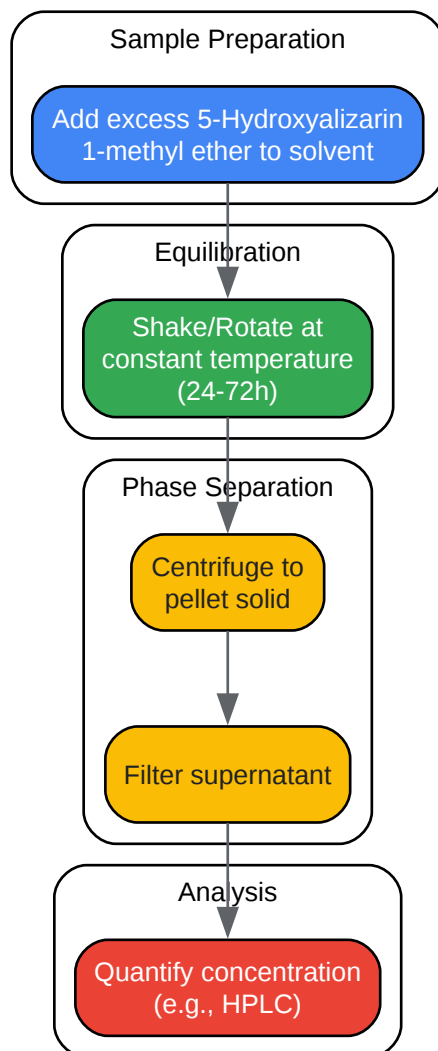 Sample Preparation
Add excess 5-Hydroxyalizarin
1-methyl ether to solvent
Equilibration
Shake/Rotate at
constant temperature
(24-72h)
Phase Separation
Centrifuge to
pellet solid
Filter supernatant
Analysis
Quantify concentration
(e.g., HPLC)